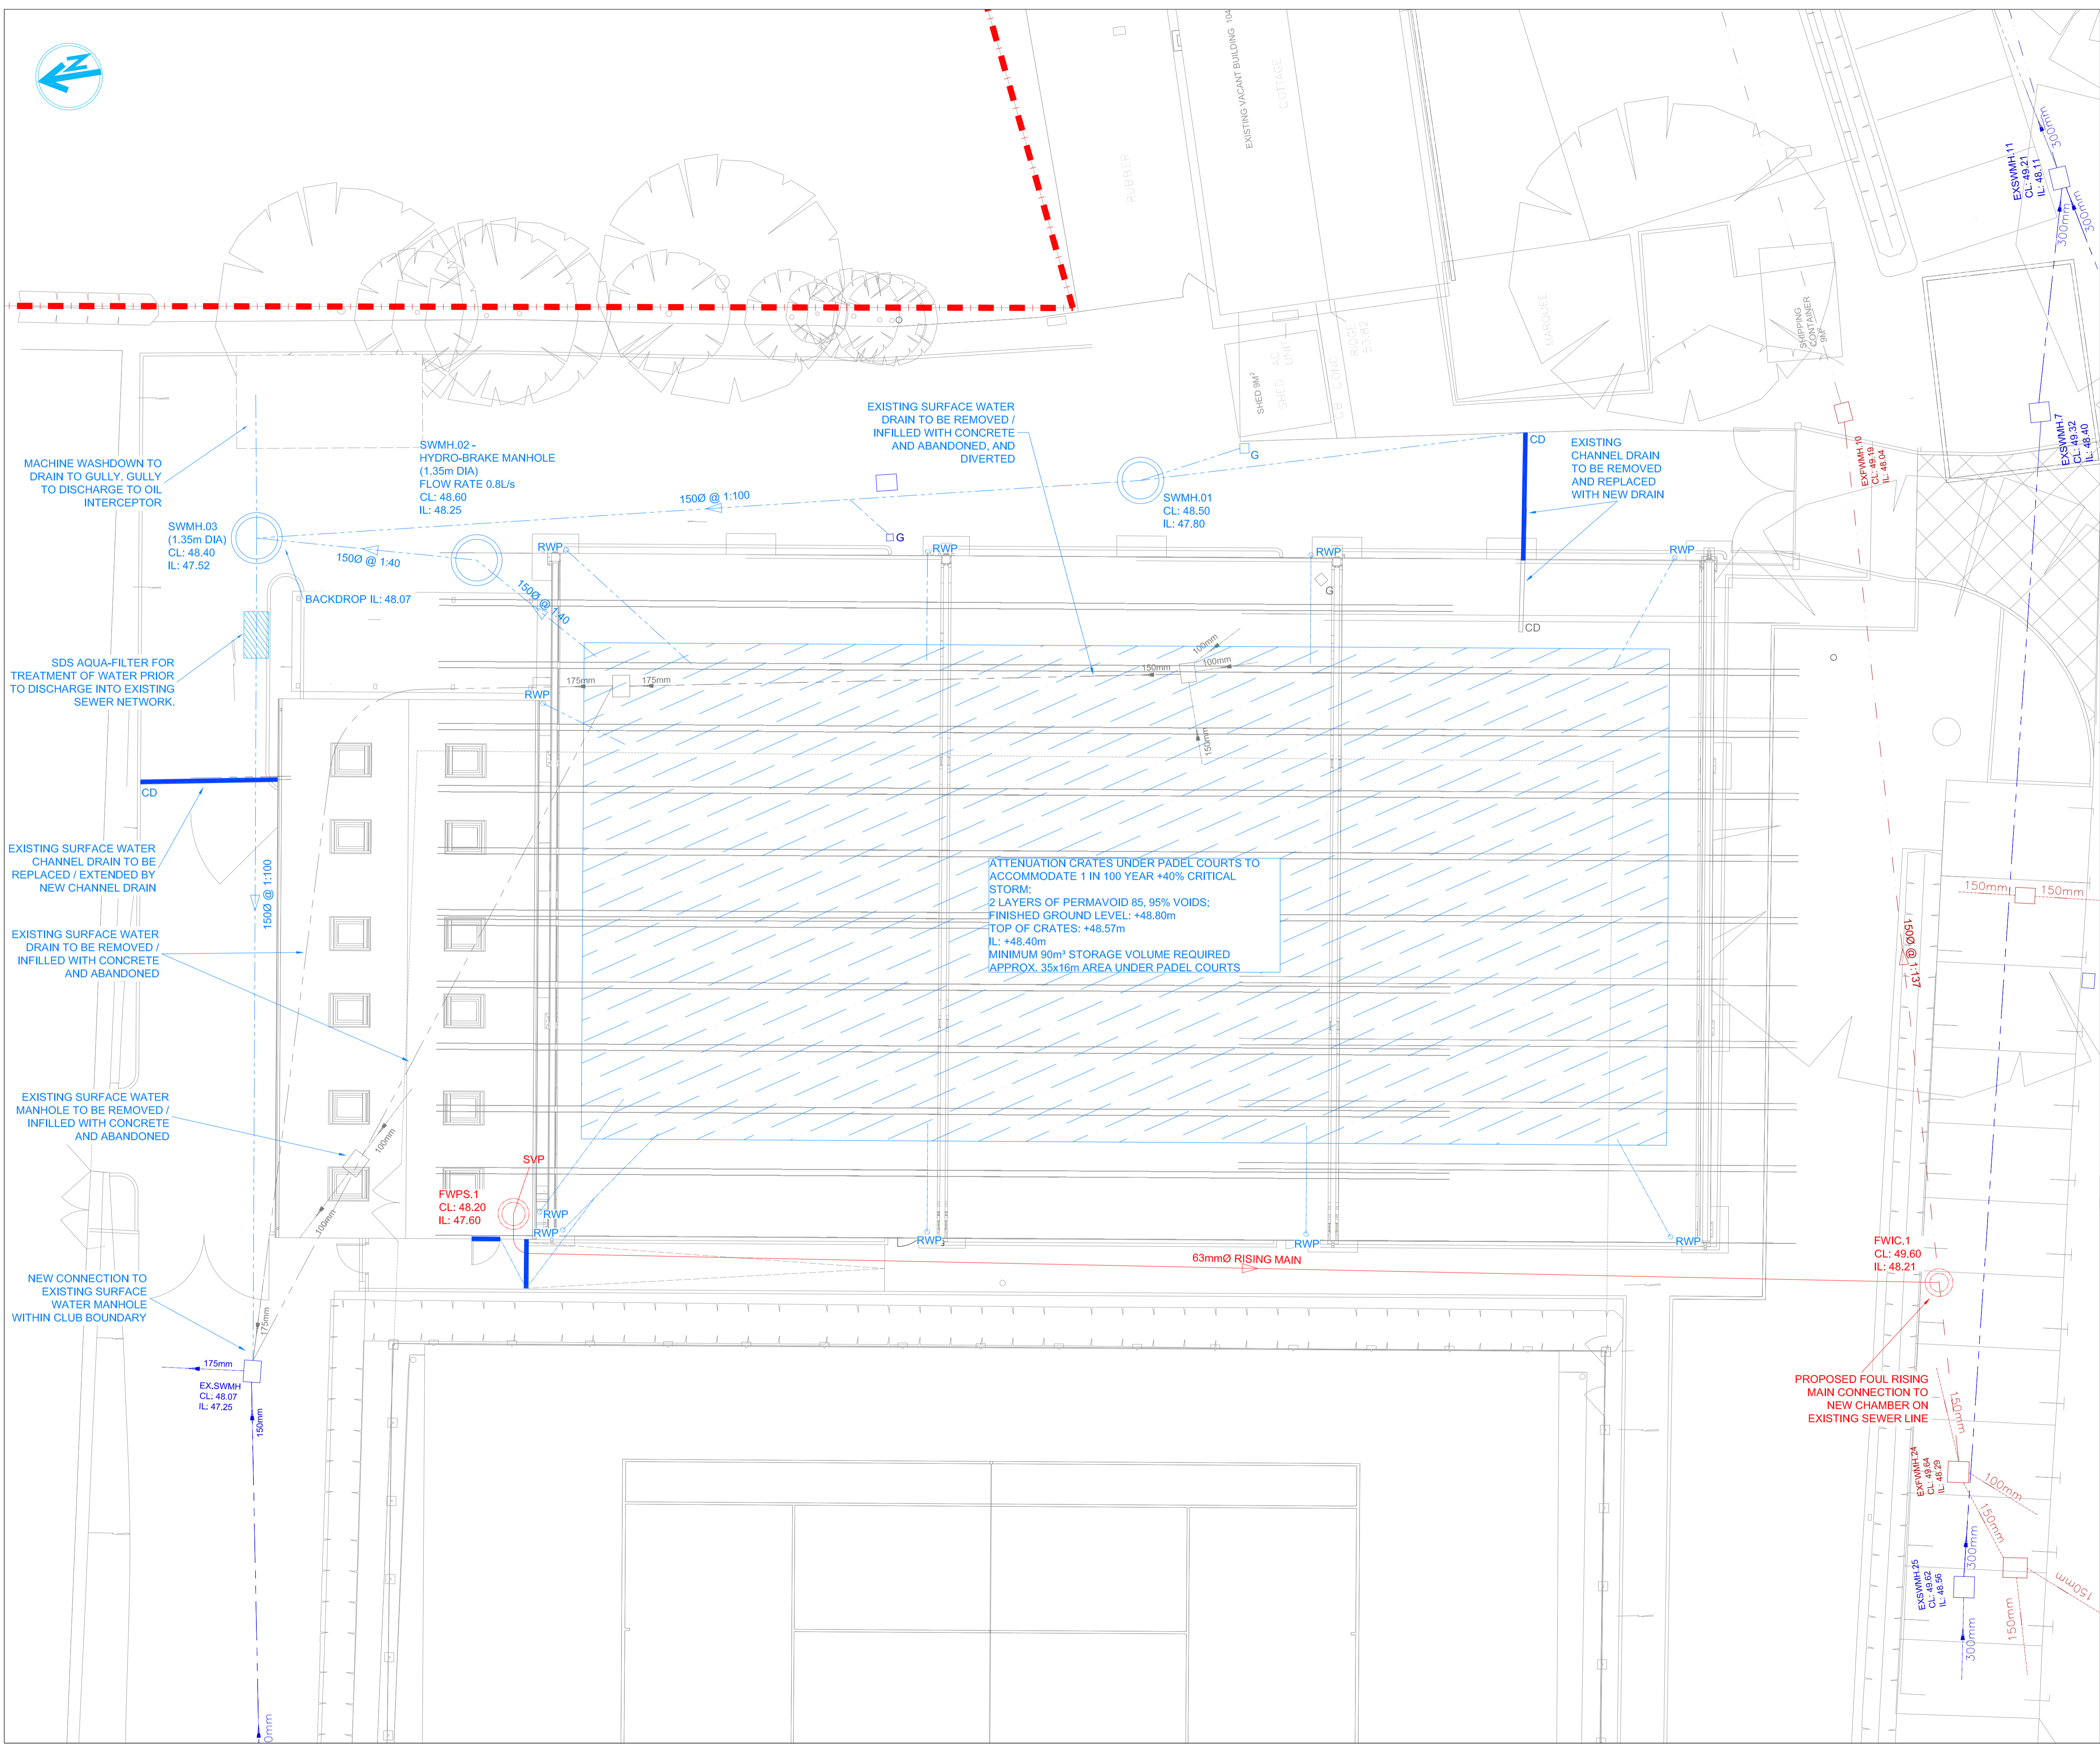 N
EXISTING VACANT BUILDING 104
COTTAGE
RUBBER
MARQUEE
SHIPPING
CONTAINER
9M²
SHED 9M²
SHED
AC
UNIT
CB CONC
RIDGE
53.82
EXSWMH.11
CL: 49.21
IL: 48.11
300mm
300mm
300mm
EXSWMH.7
CL: 49.32
IL: 48.40
EXFWMH.10
CL: 49.19
IL: 48.04
MACHINE WASHDOWN TO
DRAIN TO GULLY. GULLY
TO DISCHARGE TO OIL
INTERCEPTOR
SWMH.02 -
HYDRO-BRAKE MANHOLE
(1.35m DIA)
FLOW RATE 0.8L/s
CL: 48.60
IL: 48.25
EXISTING SURFACE WATER
DRAIN TO BE REMOVED /
INFILLED WITH CONCRETE
AND ABANDONED, AND
DIVERTED
G
CD
EXISTING
CHANNEL DRAIN
TO BE REMOVED
AND REPLACED
WITH NEW DRAIN
150Ø @ 1:100
SWMH.01
CL: 48.50
IL: 47.80
SWMH.03
(1.35m DIA)
CL: 48.40
IL: 47.52
150Ø @ 1:40
G
RWP
RWP
RWP
RWP
150Ø @ 1:40
BACKDROP IL: 48.07
G
CD
SDS AQUA-FILTER FOR
TREATMENT OF WATER PRIOR
TO DISCHARGE INTO EXISTING
SEWER NETWORK.
100mm
100mm
150mm
175mm
175mm
RWP
150mm
CD
EXISTING SURFACE WATER
CHANNEL DRAIN TO BE
REPLACED / EXTENDED BY
NEW CHANNEL DRAIN
150Ø @ 1:100
ATTENUATION CRATES UNDER PADEL COURTS TO
ACCOMMODATE 1 IN 100 YEAR +40% CRITICAL
STORM;
2 LAYERS OF PERMAVOID 85, 95% VOIDS;
FINISHED GROUND LEVEL: +48.80m
TOP OF CRATES: +48.57m
IL: +48.40m
MINIMUM 90m³ STORAGE VOLUME REQUIRED
APPROX. 35x16m AREA UNDER PADEL COURTS
150mm
150mm
150Ø @ 1:137
EXISTING SURFACE WATER
DRAIN TO BE REMOVED /
INFILLED WITH CONCRETE
AND ABANDONED
EXISTING SURFACE WATER
MANHOLE TO BE REMOVED /
INFILLED WITH CONCRETE
AND ABANDONED
100mm
100mm
SVP
FWPS.1
CL: 48.20
IL: 47.60
RWP
RWP
RWP
RWP
RWP
63mmØ RISING MAIN
FWIC.1
CL: 49.60
IL: 48.21
NEW CONNECTION TO
EXISTING SURFACE
WATER MANHOLE
WITHIN CLUB BOUNDARY
175mm
175mm
EX.SWMH
CL: 48.07
IL: 47.25
150mm
PROPOSED FOUL RISING
MAIN CONNECTION TO
NEW CHAMBER ON
EXISTING SEWER LINE
150mm
EXFWMH.24
CL: 49.64
IL: 48.29
100mm
150mm
EXSWMH.25
CL: 49.62
IL: 48.56
300mm
150mm
150mm
300mm
0mm